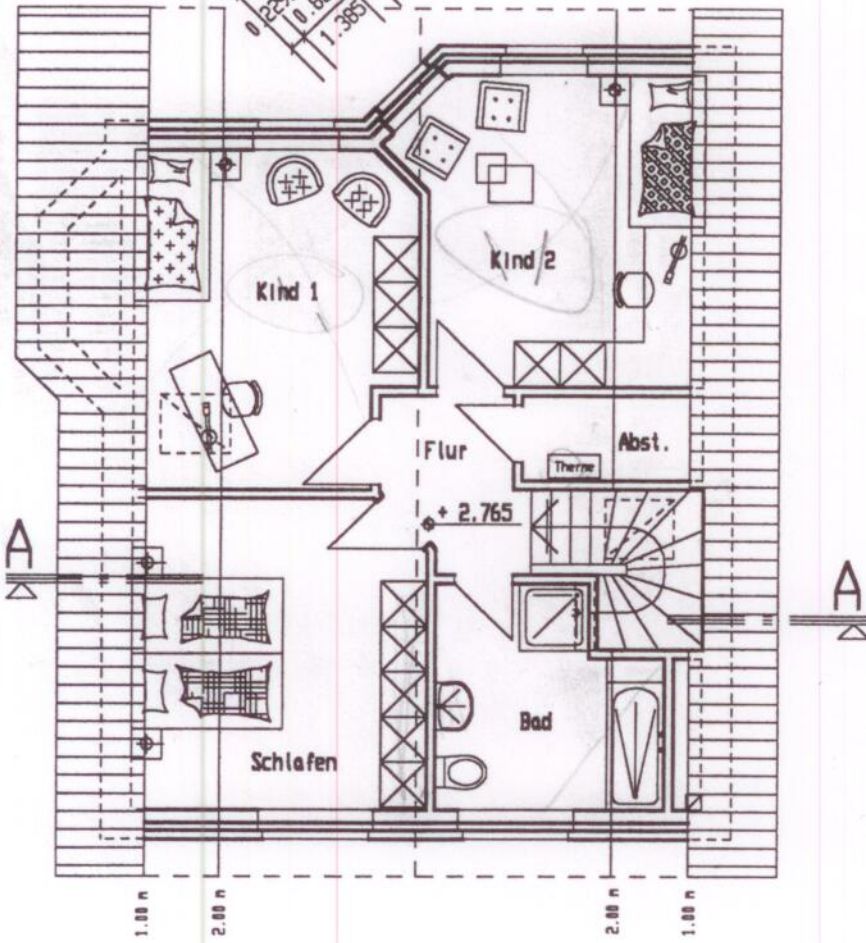 1.385
Kind 1
Kind 2
Flur
Abst.
Therme
+ 2.765
A
A
Schlafen
Bad
1.00 m
2.00 m
2.00 m
1.00 m